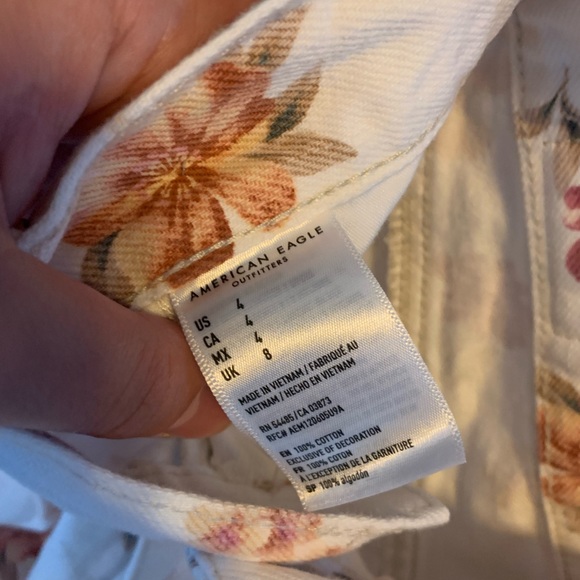 AMERICAN EAGLE
OUTFITTERS
US 4
CA 4
MX 4
UK 8
MADE IN VIETNAM / FABRIQUÉ AU
VIETNAM / HECHO EN VIETNAM
RN 54485/CA 03873
RFC# AEM120605U9A
EN 100% COTTON
EXCLUSIVE OF DECORATION
FR 100% COTON
À L'EXCEPTION DE LA GARNITURE
SP 100% algodón